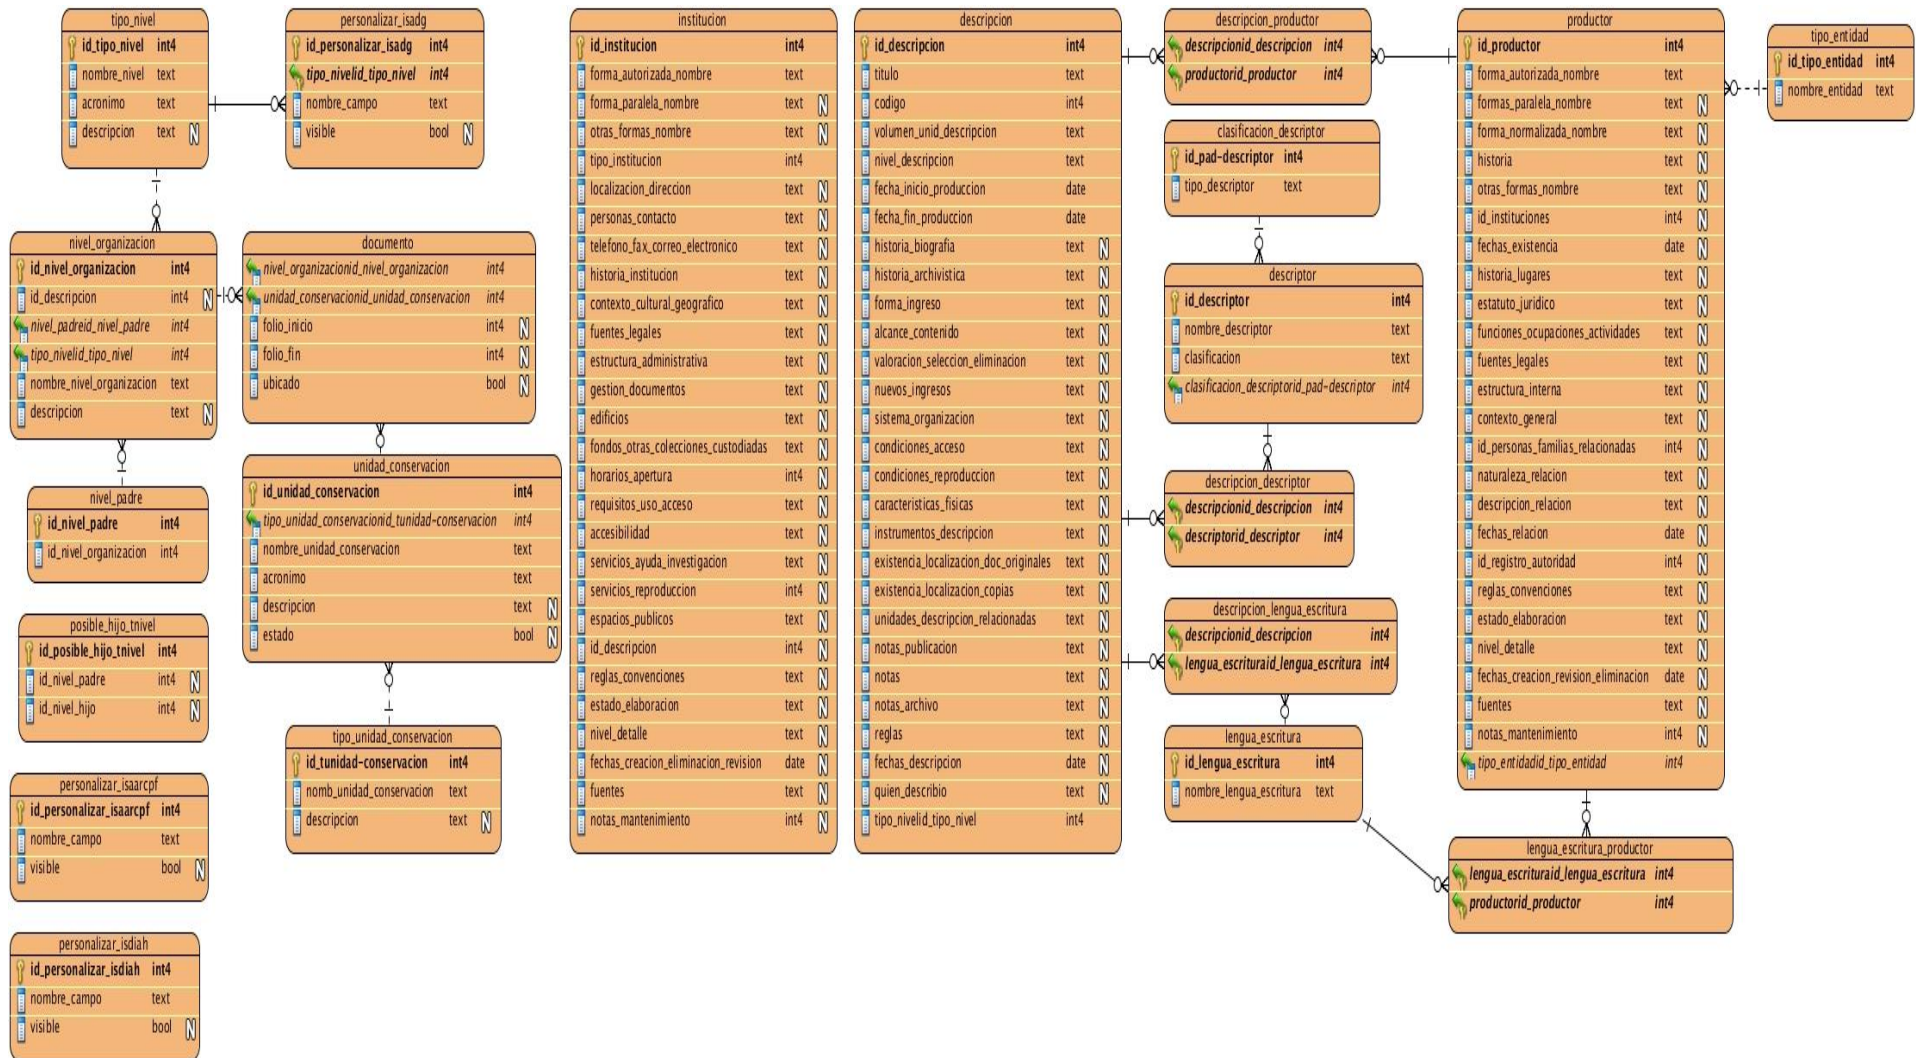 tipo_nivel
id_tipo_nivel int4
nombre_nivel text
acronimo text
descripcion text N
personalizar_isadg
id_personalizar_isadg int4
tipo_nivelid_tipo_nivel int4
nombre_campo text
visible bool N
nivel_organizacion
id_nivel_organizacion int4
id_descripcion int4 N
nivel_padreid_nivel_padre int4
tipo_nivelid_tipo_nivel int4
nombre_nivel_organizacion text
descripcion text N
documento
nivel_organizacionid_nivel_organizacion int4
unidad_conservacionid_unidad_conservacion int4
folio_inicio int4 N
folio_fin int4 N
ubicado bool N
nivel_padre
id_nivel_padre int4
id_nivel_organizacion int4
unidad_conservacion
id_unidad_conservacion int4
tipo_unidad_conservacionid_tunidad-conservacion int4
nombre_unidad_conservacion text
acronimo text
descripcion text N
estado bool N
posible_hijo_tnivel
id_posible_hijo_tnivel int4
id_nivel_padre int4 N
id_nivel_hijo int4 N
tipo_unidad_conservacion
id_tunidad-conservacion int4
nomb_unidad_conservacion text
descripcion text N
personalizar_isaarcpf
id_personalizar_isaarcpf int4
nombre_campo text
visible bool N
personalizar_isdiah
id_personalizar_isdiah int4
nombre_campo text
visible bool N
institucion
id_institucion int4
forma_autorizada_nombre text
forma_paralela_nombre text N
otras_formas_nombre text N
tipo_institucion int4
localizacion_direccion text N
personas_contacto text N
telefono_fax_correo_electronico text N
historia_institucion text N
contexto_cultural_geografico text N
fuentes_legales text N
estructura_administrativa text N
gestion_documentos text N
edificios text N
fondos_otras_colecciones_custodiadas text N
horarios_apertura int4 N
requisitos_uso_acceso text N
accesibilidad text N
servicios_ayuda_investigacion text N
servicios_reproduccion int4 N
espacios_publicos text N
id_descripcion int4 N
reglas_convenciones text N
estado_elaboracion text N
nivel_detalle text N
fechas_creacion_eliminacion_revision date N
fuentes text N
notas_mantenimiento int4 N
descripcion
id_descripcion int4
titulo text
codigo int4
volumen_unid_descripcion text
nivel_descripcion text
fecha_inicio_produccion date
fecha_fin_produccion date
historia_biografia text N
historia_archivistica text N
forma_ingreso text N
alcance_contenido text N
valoracion_seleccion_eliminacion text N
nuevos_ingresos text N
sistema_organizacion text N
condiciones_acceso text N
condiciones_reproduccion text N
caracteristicas_fisicas text N
instrumentos_descripcion text N
existencia_localizacion_doc_originales text N
existencia_localizacion_copias text N
unidades_descripcion_relacionadas text N
notas_publicacion text N
notas text N
notas_archivo text N
reglas text N
fechas_descripcion date N
quien_describio text N
tipo_nivelid_tipo_nivel int4
descripcion_productor
descripcionid_descripcion int4
productorid_productor int4
clasificacion_descriptor
id_pad-descriptor int4
tipo_descriptor text
descriptor
id_descriptor int4
nombre_descriptor text
clasificacion text
clasificacion_descriptorid_pad-descriptor int4
descripcion_descriptor
descripcionid_descripcion int4
descriptorid_descriptor int4
descripcion_lengua_escritura
descripcionid_descripcion int4
lengua_escrituraid_lengua_escritura int4
lengua_escritura
id_lengua_escritura int4
nombre_lengua_escritura text
productor
id_productor int4
forma_autorizada_nombre text
formas_paralela_nombre text N
forma_normalizada_nombre text N
historia text N
otras_formas_nombre text N
id_instituciones int4 N
fechas_existencia date N
historia_lugares text N
estatuto_juridico text N
funciones_ocupaciones_actividades text N
fuentes_legales text N
estructura_interna text N
contexto_general text N
id_personas_familias_relacionadas int4 N
naturaleza_relacion text N
descripcion_relacion text N
fechas_relacion date N
id_registro_autoridad int4 N
reglas_convenciones text N
estado_elaboracion text N
nivel_detalle text N
fechas_creacion_revision_eliminacion date N
fuentes text N
notas_mantenimiento int4 N
tipo_entidadid_tipo_entidad int4
tipo_entidad
id_tipo_entidad int4
nombre_entidad text
lengua_escritura_productor
lengua_escrituraid_lengua_escritura int4
productorid_productor int4